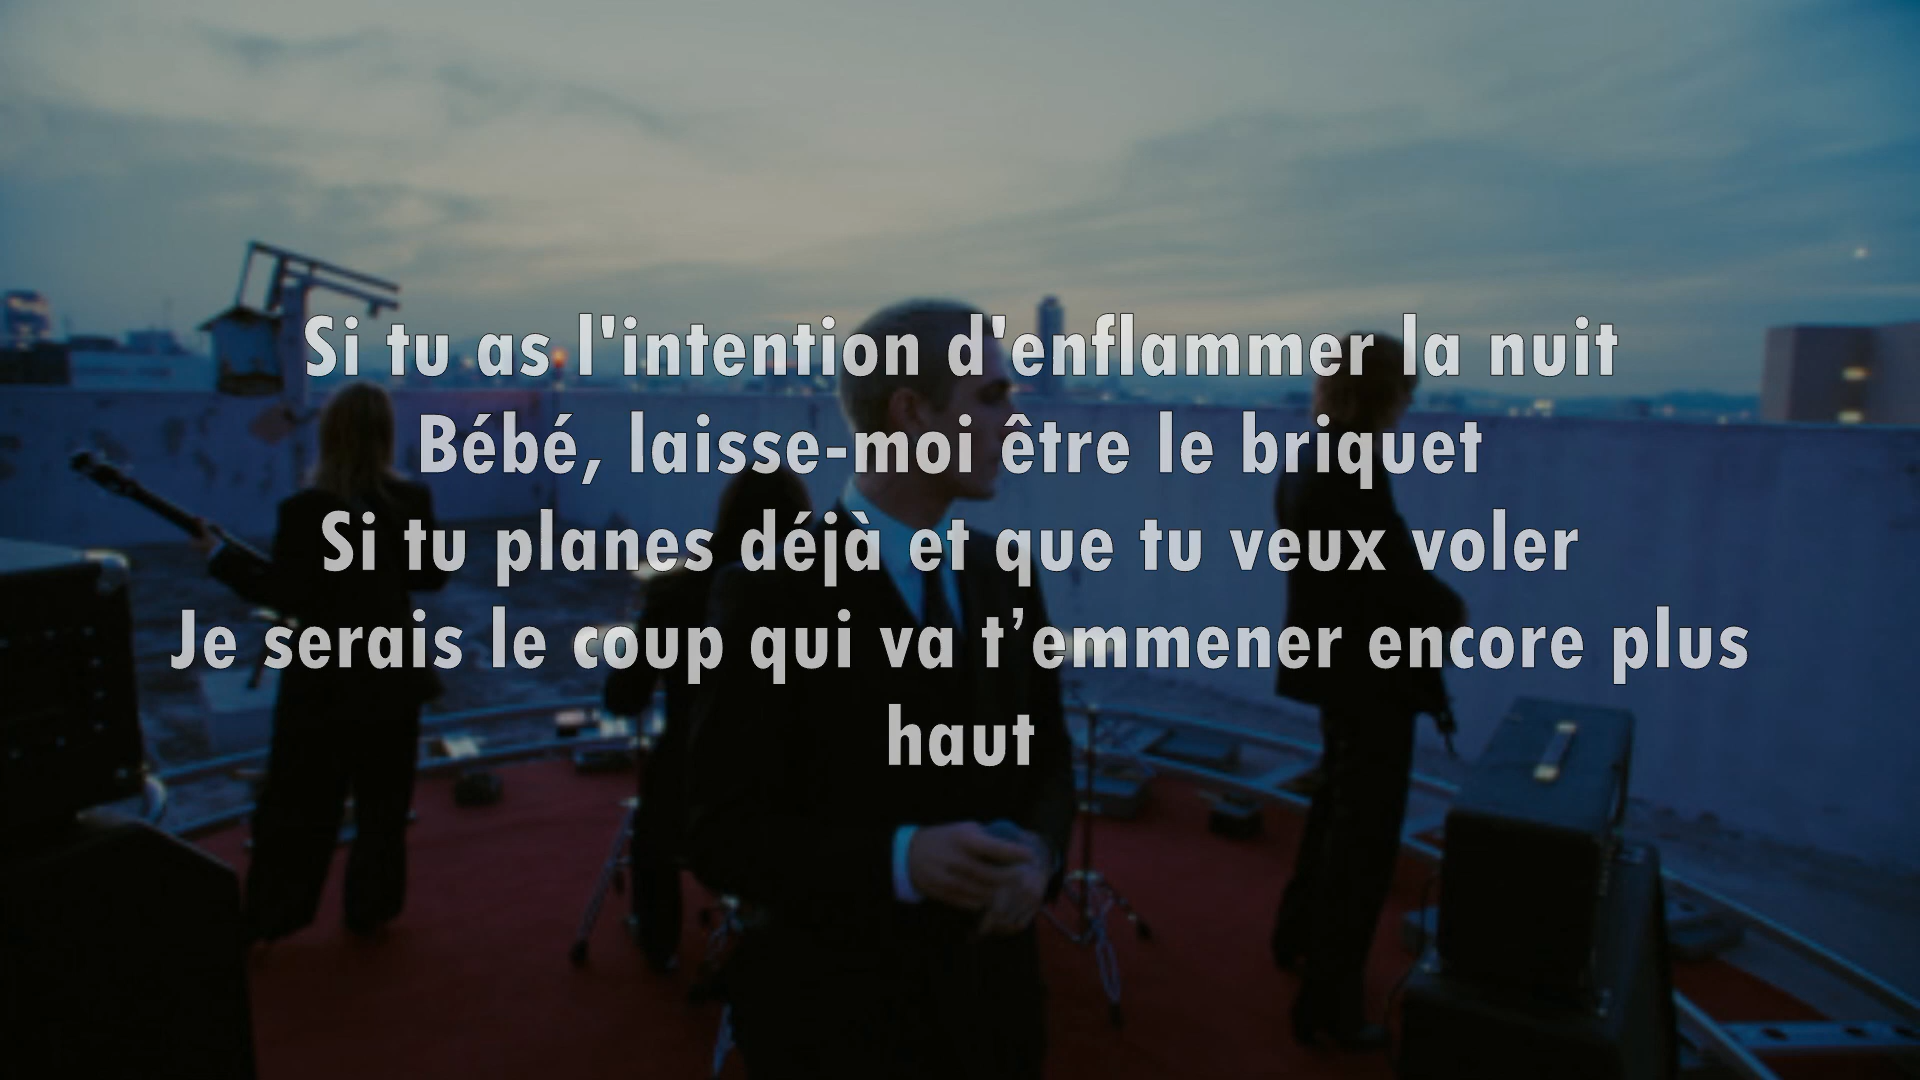 Si tu as l'intention d'enflammer la nuit
Bébé, laisse-moi être le briquet
Si tu planes déjà et que tu veux voler
Je serais le coup qui va t’emmener encore plus
haut